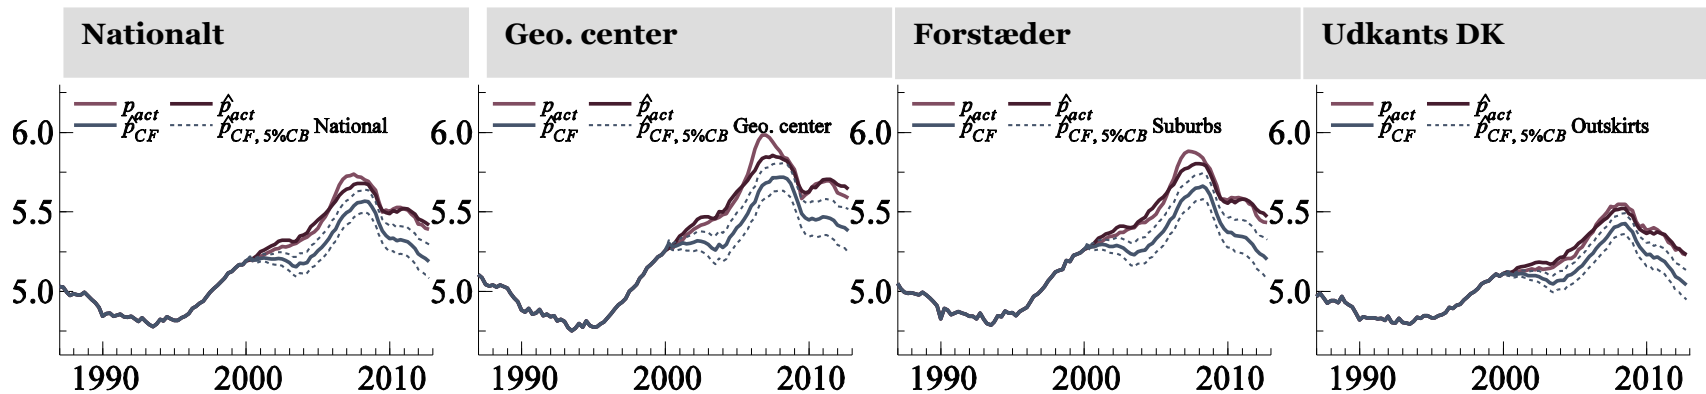 Nationalt
p_act p̂_act
p̂_CF p̂_CF, 5%CB National
6.0
5.5
5.0
1990 2000 2010
Geo. center
p_act p̂_act
p̂_CF p̂_CF, 5%CB Geo. center
6.0
5.5
5.0
1990 2000 2010
Forstæder
p_act p̂_act
p̂_CF p̂_CF, 5%CB Suburbs
6.0
5.5
5.0
1990 2000 2010
Udkants DK
p_act p̂_act
p̂_CF p̂_CF, 5%CB Outskirts
6.0
5.5
5.0
1990 2000 2010